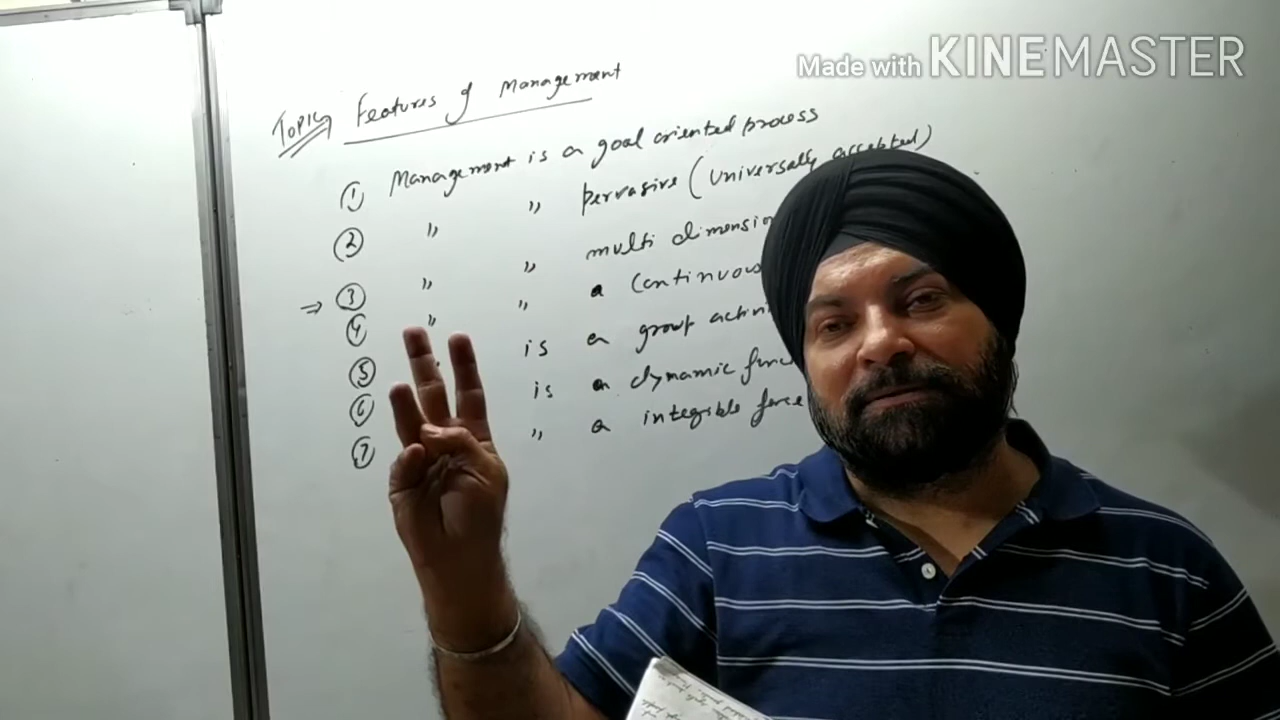 Made with KINEMASTER
Topic Features of Management
① Management is a goal oriented process
② " " Pervasive (Universally accepted)
⇒ ③ " " multi dimension
④ " " a Continuous
⑤ is a group activi
⑥ is a dynamic func
⑦ " a force